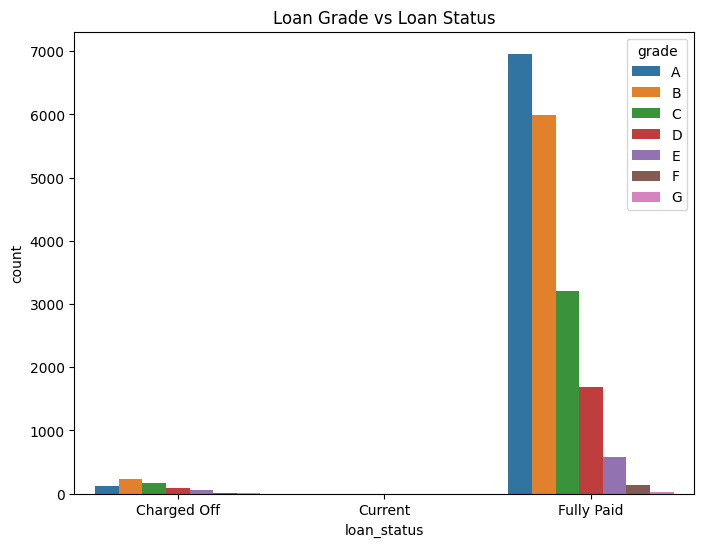 Loan Grade vs Loan Status
grade
A
B
C
D
E
F
G
7000
6000
5000
4000
3000
2000
1000
0
count
Charged Off
Current
Fully Paid
loan_status